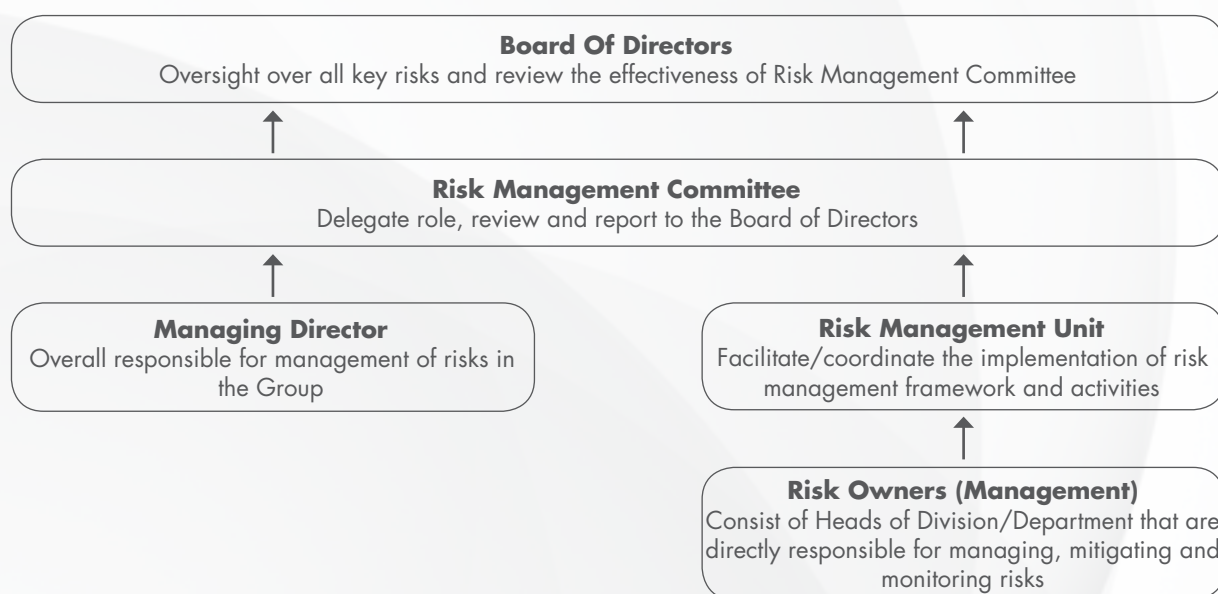 Board Of Directors
Oversight over all key risks and review the effectiveness of Risk Management Committee
Risk Management Committee
Delegate role, review and report to the Board of Directors
Managing Director
Overall responsible for management of risks in
the Group
Risk Management Unit
Facilitate/coordinate the implementation of risk
management framework and activities
Risk Owners (Management)
Consist of Heads of Division/Department that are
directly responsible for managing, mitigating and
monitoring risks